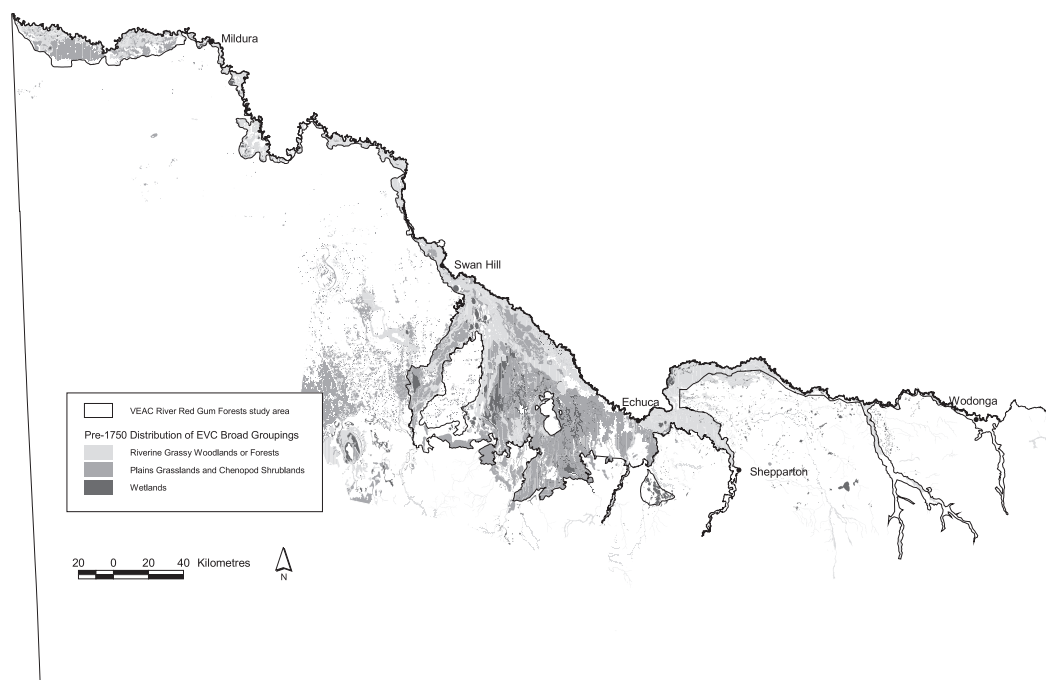 Mildura
Swan Hill
Echuca
Wodonga
Shepparton
VEAC River Red Gum Forests study area
Pre-1750 Distribution of EVC Broad Groupings
Riverine Grassy Woodlands or Forests
Plains Grasslands and Chenopod Shrublands
Wetlands
20 0 20 40 Kilometres
N